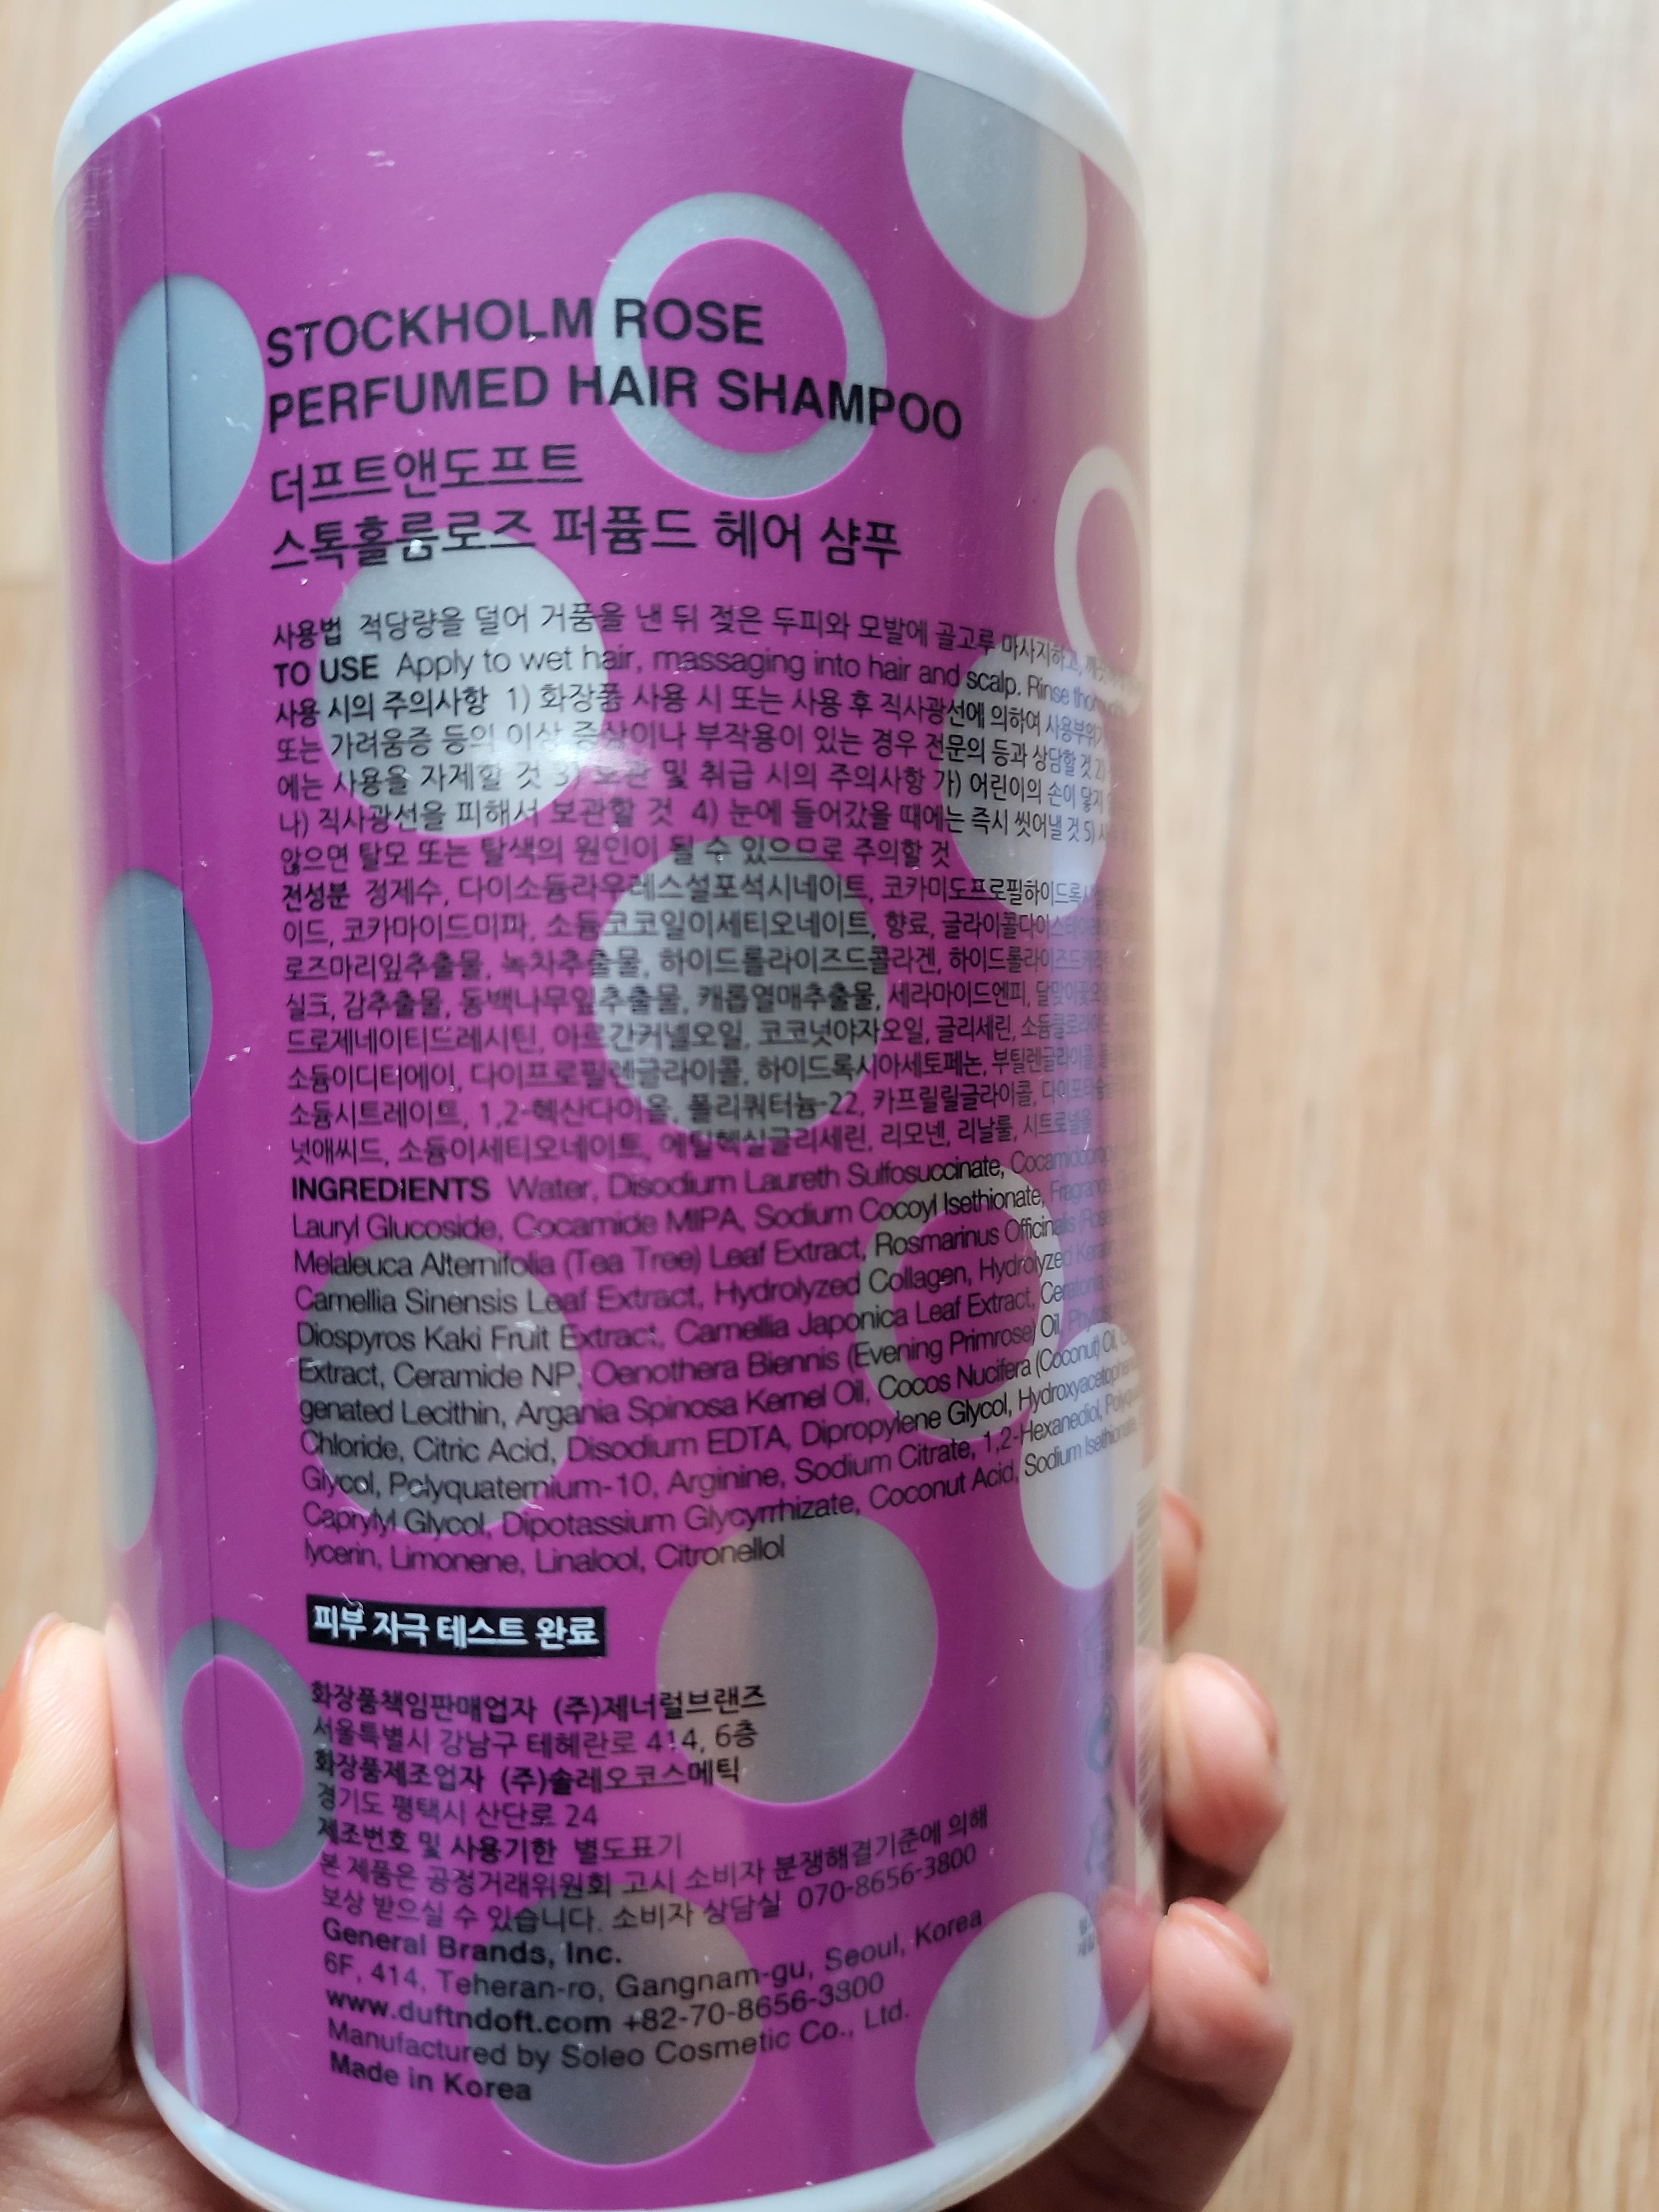 STOCKHOLM ROSE
PERFUMED HAIR SHAMPOO
더프트앤도프트
스톡홀름로즈 퍼퓸드 헤어 샴푸
사용법 적당량을 덜어 거품을 낸 뒤 젖은 두피와 모발에 골고루 마사지하고,
TO USE Apply to wet hair, massaging into hair and scalp. Rinse
사용 시의 주의사항 1) 화장품 사용 시 또는 사용 후 직사광선에 의하여 사용부위가
또는 가려움증 등의 이상 증상이나 부작용이 있는 경우 전문의 등과 상담할 것 2)
에는 사용을 자제할 것 3) 보관 및 취급 시의 주의사항 가) 어린이의 손이 닿지
나) 직사광선을 피해서 보관할 것 4) 눈에 들어갔을 때에는 즉시 씻어낼 것 5)
않으면 탈모 또는 탈색의 원인이 될 수 있으므로 주의할 것
전성분 정제수, 다이소듐라우레스설포석시네이트,
이드, 코카마이드미파, 소듐코코일이세티오네이트, 향료,
로즈마리잎추출물, 녹차추출물, 하이드롤라이즈드콜라겐,
실크, 감추출물, 동백나무잎추출물, 캐롭열매추출물, 세라마이드엔피,
드로제네이티드레시틴, 아르간커넬오일, 코코넛야자오일, 글리세린,
소듐이디티에이, 다이프로필렌글라이콜, 하이드록시아세토페논, 부틸렌글라이콜,
소듐시트레이트, 1,2-헥산다이올, 폴리쿼터늄-22, 카프릴릴글라이콜,
넛애씨드, 소듐이세티오네이트, 에틸헥실글리세린, 리모넨, 리날룰, 시트로넬올
INGREDIENTS Water, Disodium Laureth Sulfosuccinate,
Lauryl Glucoside, Cocamide MIPA, Sodium Cocoyl Isethionate,
Melaleuca Alternifolia (Tea Tree) Leaf Extract, Rosmarinus Officinalis
Camellia Sinensis Leaf Extract, Hydrolyzed Collagen, Hydrolyzed
Diospyros Kaki Fruit Extract, Camellia Japonica Leaf Extract,
Extract, Ceramide NP, Oenothera Biennis (Evening Primrose) Oil,
genated Lecithin, Argania Spinosa Kernel Oil, Cocos Nucifera (Coconut) Oil,
Chloride, Citric Acid, Disodium EDTA, Dipropylene Glycol,
Glycol, Polyquaternium-10, Arginine, Sodium Citrate, 1,2-Hexanediol,
Caprylyl Glycol, Dipotassium Glycyrrhizate, Coconut Acid, Sodium
lycerin, Limonene, Linalool, Citronellol
피부 자극 테스트 완료
화장품책임판매업자 (주)제너럴브랜즈
서울특별시 강남구 테헤란로 414, 6층
화장품제조업자 (주)솔레오코스메틱
경기도 평택시 산단로 24
제조번호 및 사용기한 별도표기
본 제품은 공정거래위원회 고시 소비자 분쟁해결기준에 의해
보상 받으실 수 있습니다. 소비자 상담실 070-8656-3800
General Brands, Inc.
6F, 414, Teheran-ro, Gangnam-gu, Seoul, Korea
www.duftndoft.com +82-70-8656-3800
Manufactured by Soleo Cosmetic Co., Ltd.
Made in Korea